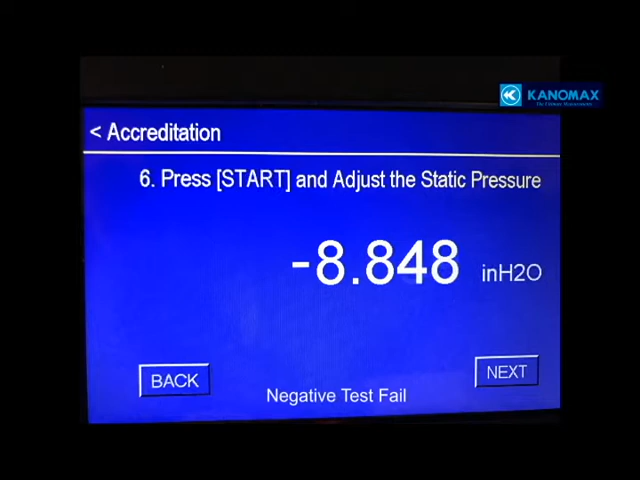 KANOMAX
The Ultimate Measurements
< Accreditation
6. Press [START] and Adjust the Static Pressure
-8.848 inH2O
BACK
NEXT
Negative Test Fail